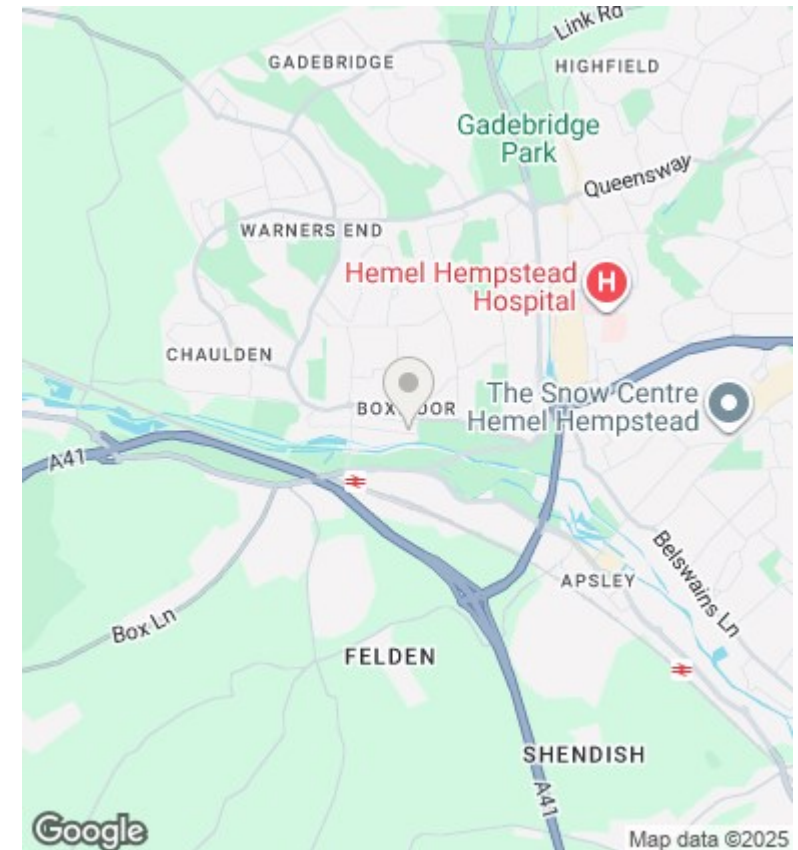 Link Rd
GADEBRIDGE
HIGHFIELD
Gadebridge
Park
Queensway
WARNERS END
Hemel Hempstead
Hospital
H
CHAULDEN
BOXMOOR
The Snow Centre
Hemel Hempstead
A41
APSLEY
Belswains Ln
Box Ln
FELDEN
SHENDISH
A41
Google
Map data ©2025